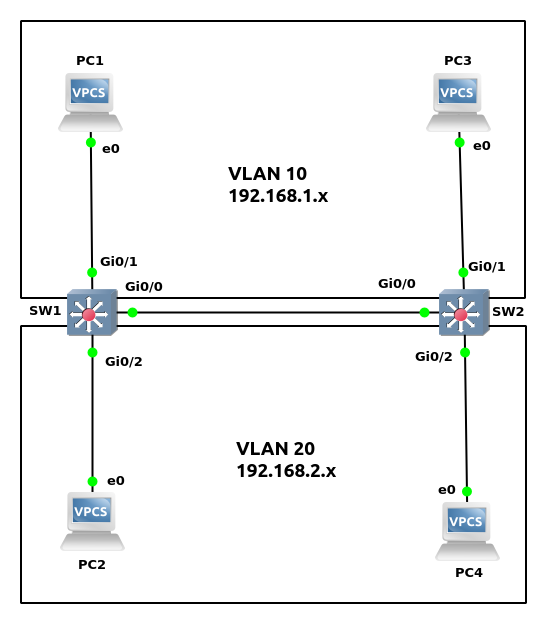 PC1
PC3
VPCS
VPCS
e0
e0
VLAN 10
192.168.1.x
Gi0/1
Gi0/1
Gi0/0
Gi0/0
SW1
SW2
Gi0/2
Gi0/2
VLAN 20
192.168.2.x
e0
e0
VPCS
VPCS
PC2
PC4